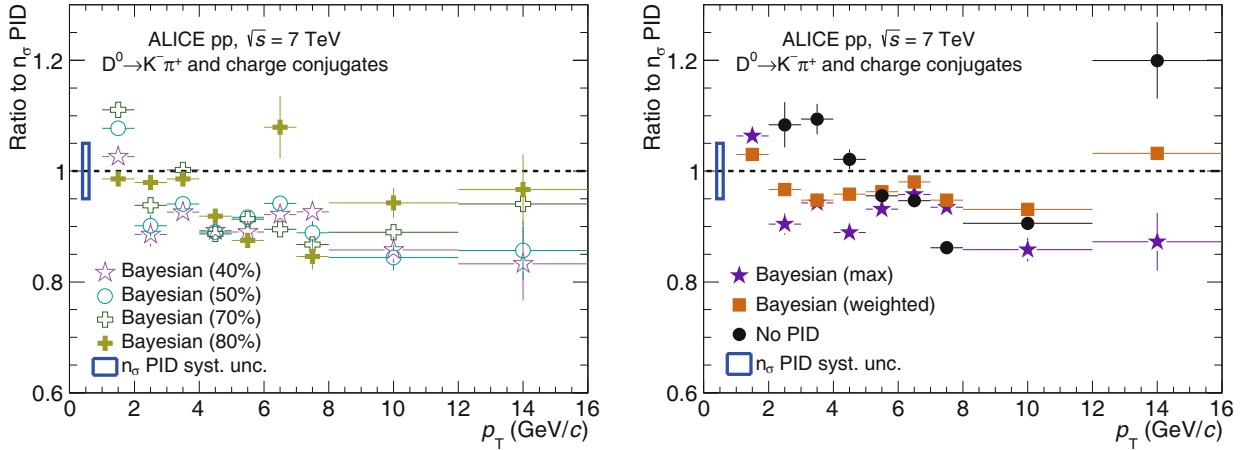 Ratio to nσ PID
ALICE pp, √s = 7 TeV
D⁰→K⁻π⁺ and charge conjugates
1.2
1
0.8
0.6
Bayesian (40%)
Bayesian (50%)
Bayesian (70%)
Bayesian (80%)
nσ PID syst. unc.
0 2 4 6 8 10 12 14 16
p_T (GeV/c)
Ratio to nσ PID
ALICE pp, √s = 7 TeV
D⁰→K⁻π⁺ and charge conjugates
1.2
1
0.8
0.6
Bayesian (max)
Bayesian (weighted)
No PID
nσ PID syst. unc.
0 2 4 6 8 10 12 14 16
p_T (GeV/c)